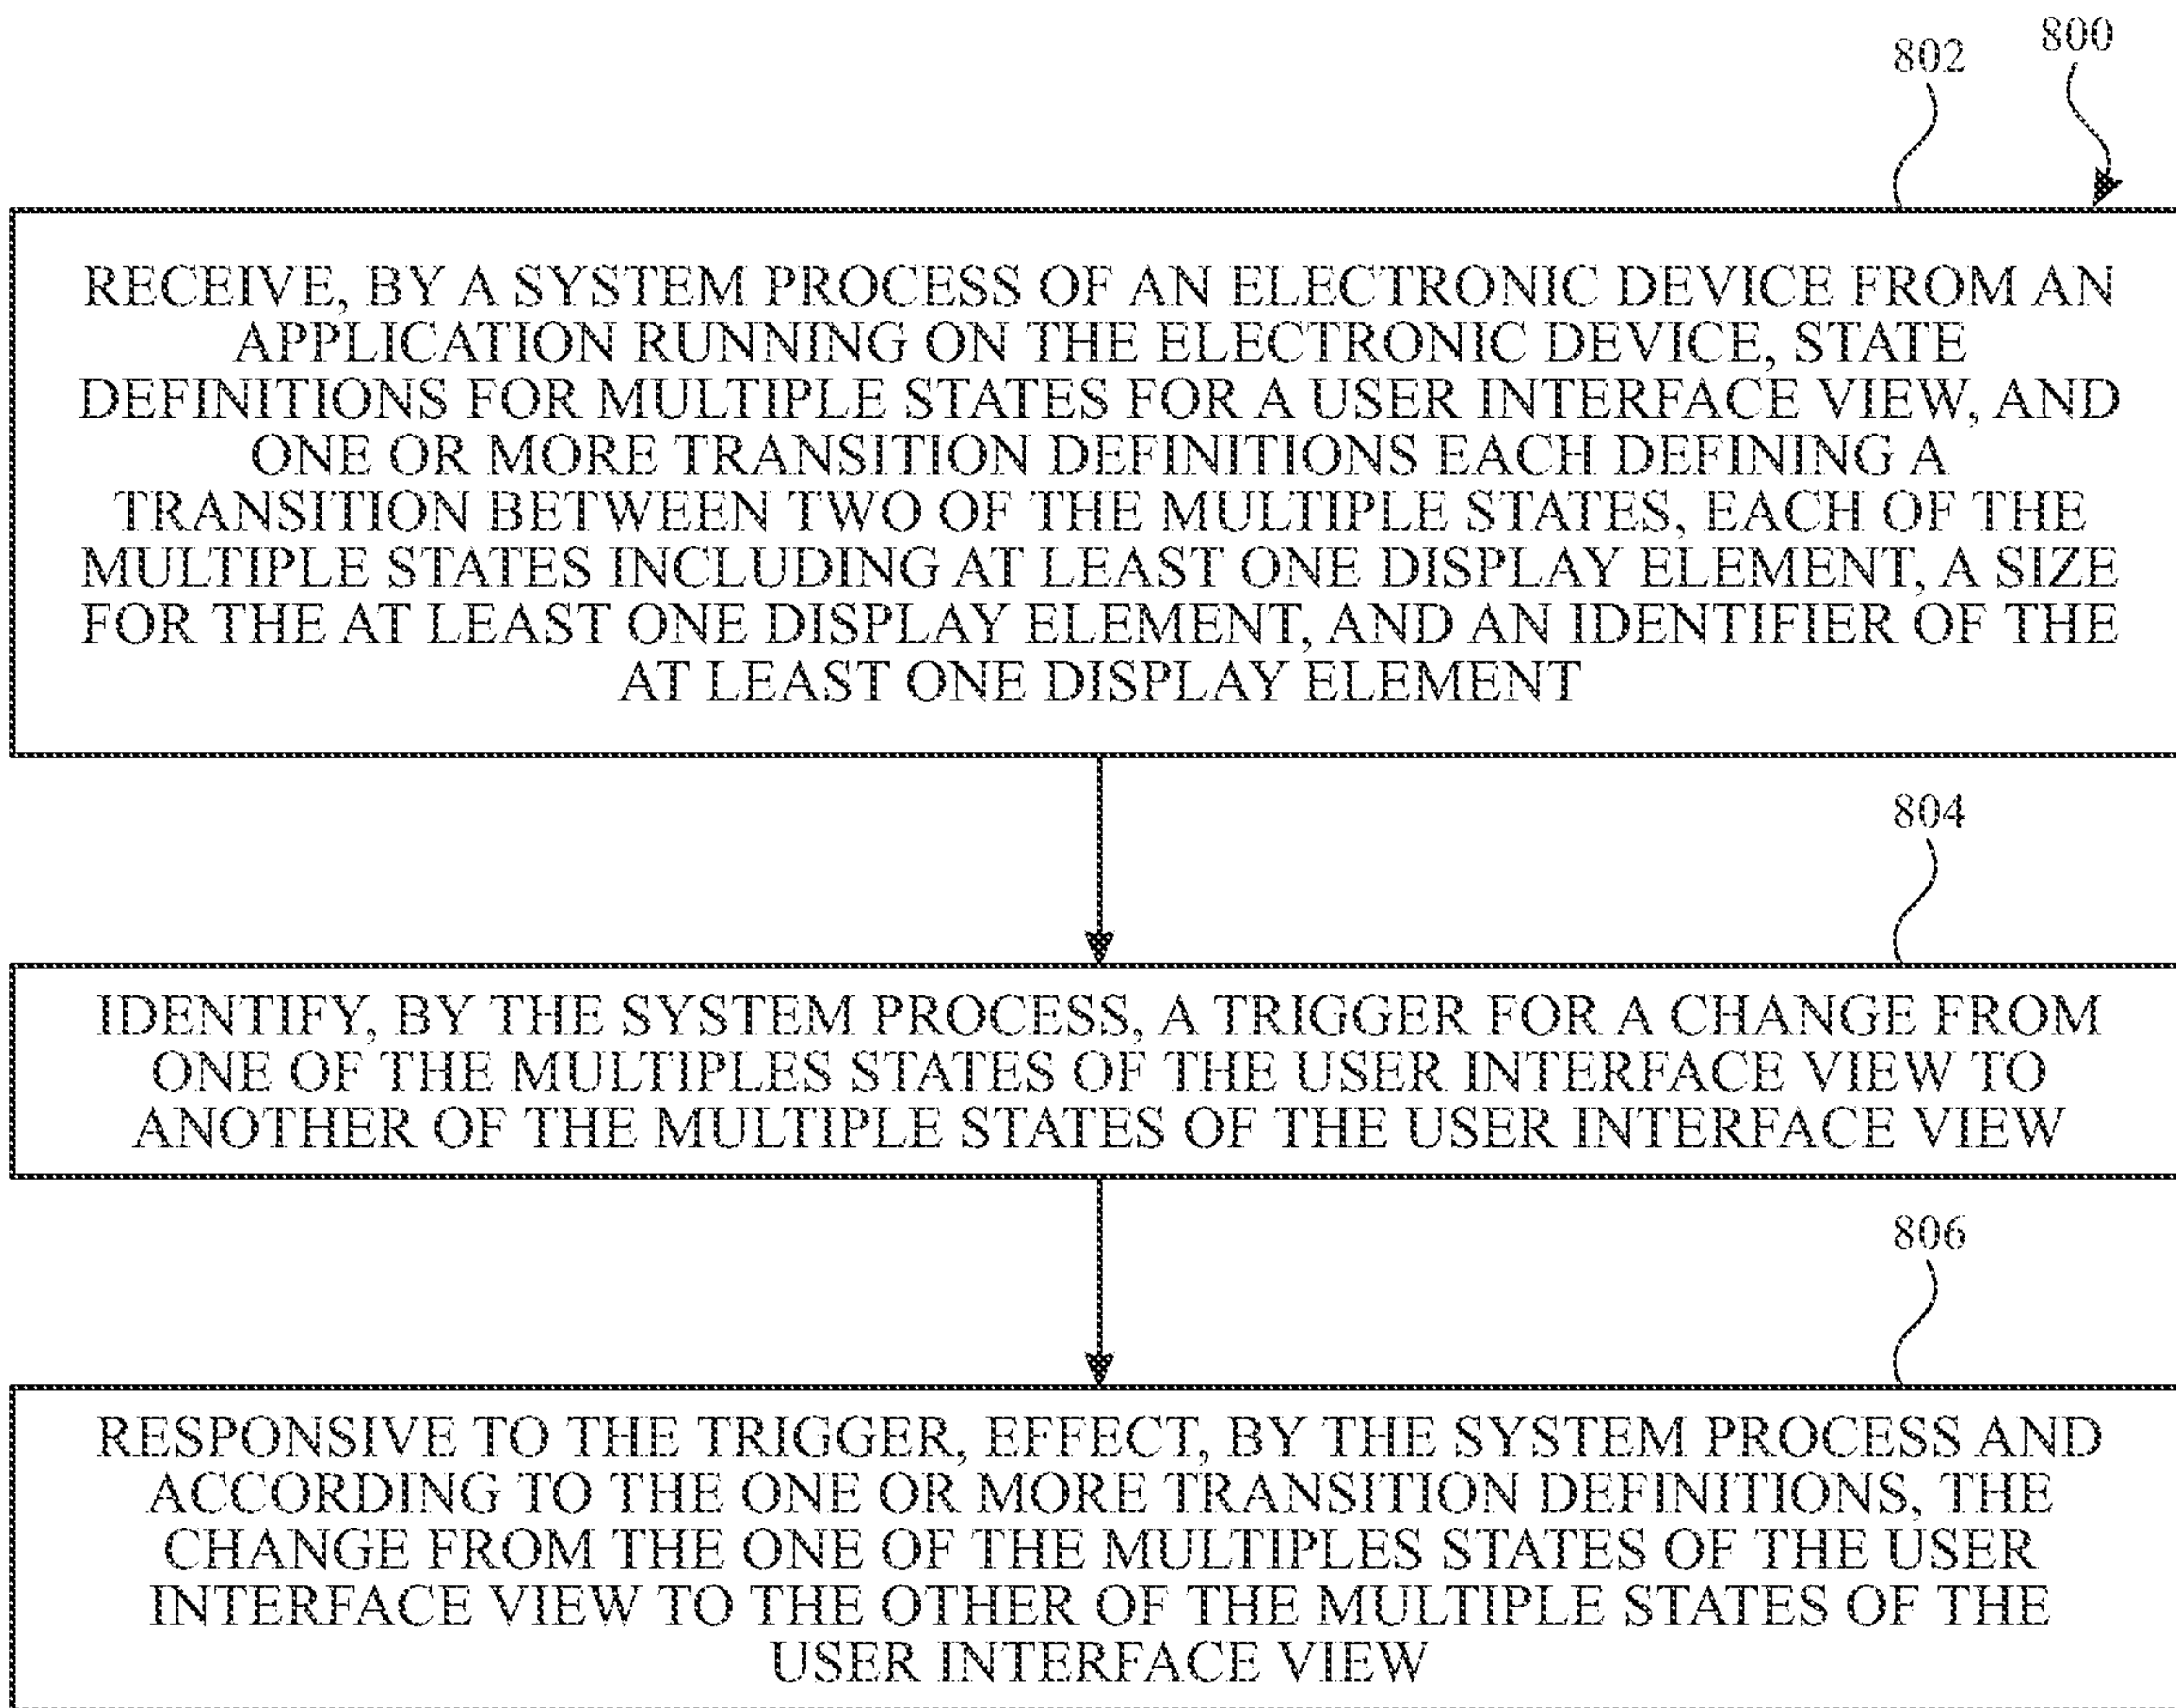 800
802
RECEIVE, BY A SYSTEM PROCESS OF AN ELECTRONIC DEVICE FROM AN
APPLICATION RUNNING ON THE ELECTRONIC DEVICE, STATE
DEFINITIONS FOR MULTIPLE STATES FOR A USER INTERFACE VIEW, AND
ONE OR MORE TRANSITION DEFINITIONS EACH DEFINING A
TRANSITION BETWEEN TWO OF THE MULTIPLE STATES, EACH OF THE
MULTIPLE STATES INCLUDING AT LEAST ONE DISPLAY ELEMENT, A SIZE
FOR THE AT LEAST ONE DISPLAY ELEMENT, AND AN IDENTIFIER OF THE
AT LEAST ONE DISPLAY ELEMENT
804
IDENTIFY, BY THE SYSTEM PROCESS, A TRIGGER FOR A CHANGE FROM
ONE OF THE MULTIPLES STATES OF THE USER INTERFACE VIEW TO
ANOTHER OF THE MULTIPLE STATES OF THE USER INTERFACE VIEW
806
RESPONSIVE TO THE TRIGGER, EFFECT, BY THE SYSTEM PROCESS AND
ACCORDING TO THE ONE OR MORE TRANSITION DEFINITIONS, THE
CHANGE FROM THE ONE OF THE MULTIPLES STATES OF THE USER
INTERFACE VIEW TO THE OTHER OF THE MULTIPLE STATES OF THE
USER INTERFACE VIEW